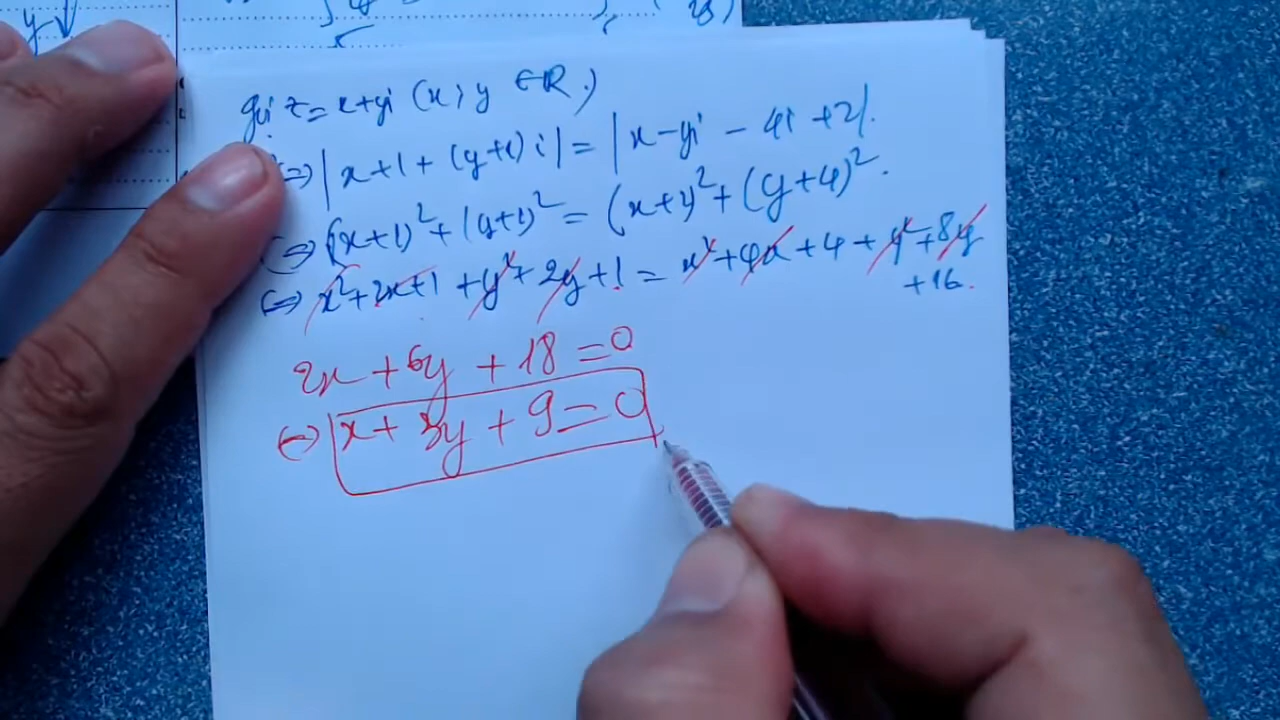 gọi z = x+yi (x; y ∈ R.)
(=) |x+1 + (y+1)i| = |x-yi - 4i +2|.
(=) (x+1)² + (y+1)² = (x+2)² + (y+4)².
(=) x²+2x+1 + y²+2y+1 = x²+4x+4+y²+8y
+16.
2x + 6y + 18 = 0
(=) x + 3y + 9 = 0